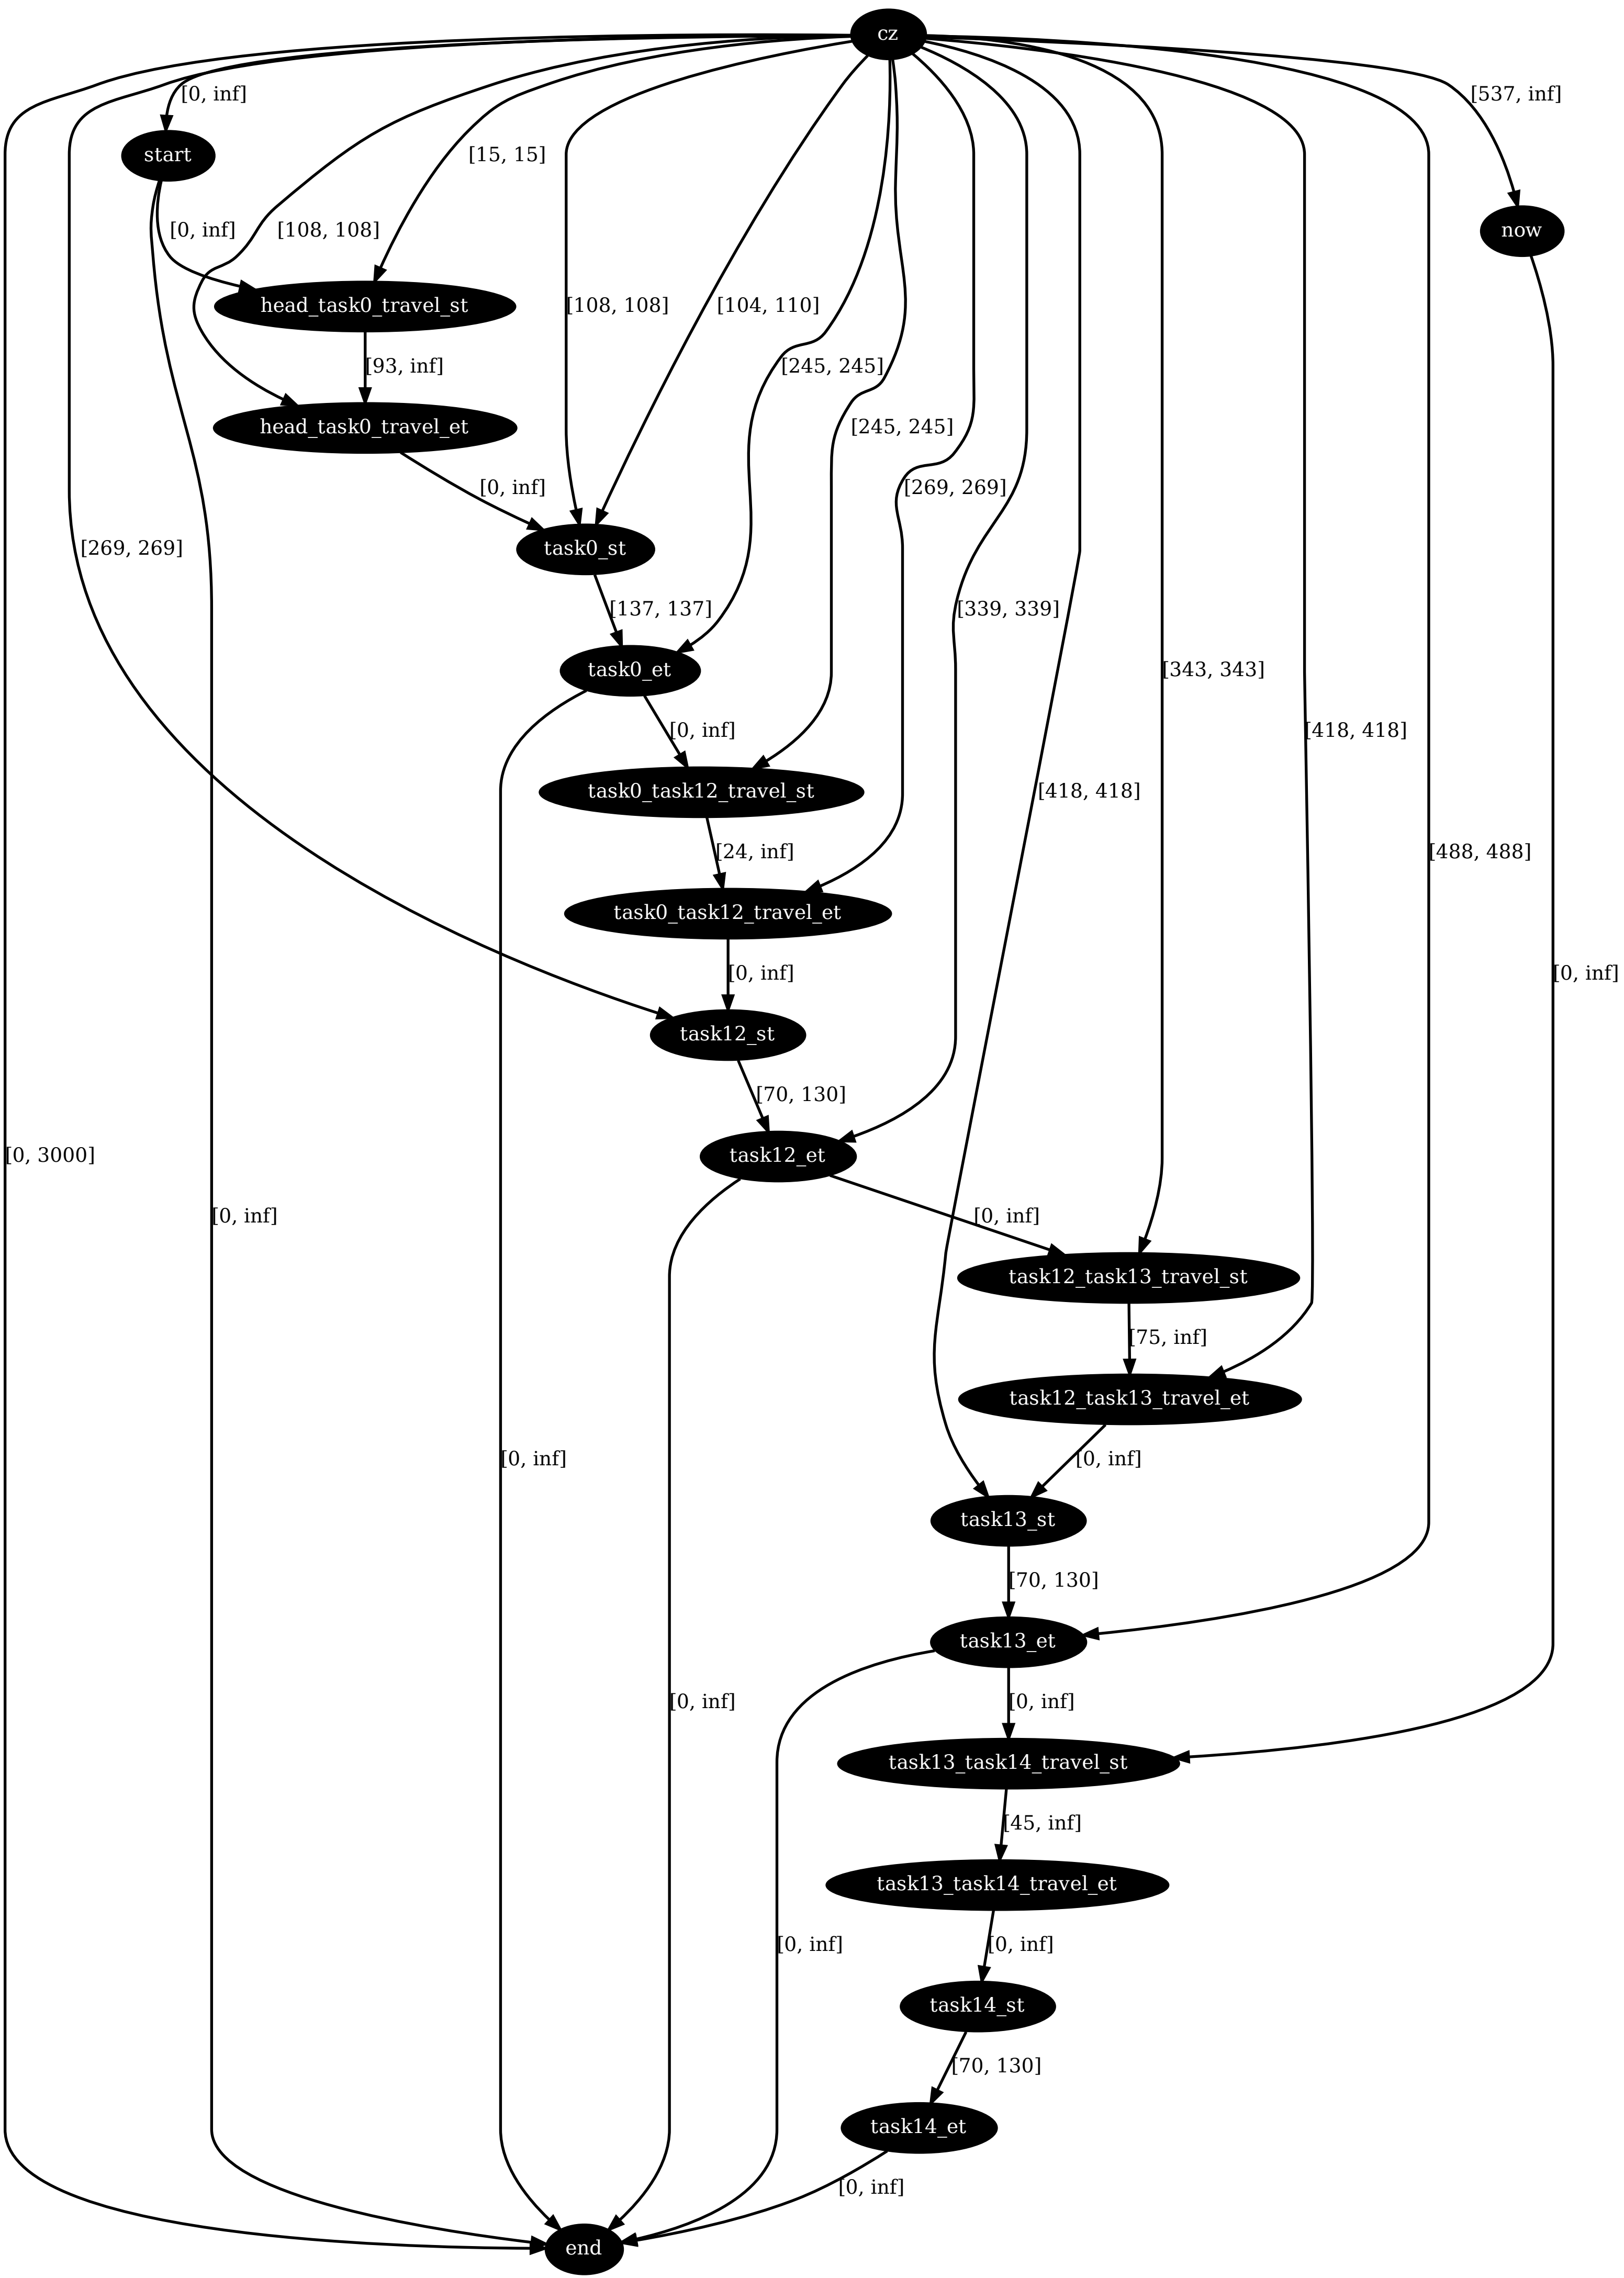 cz
[0, inf]
[537, inf]
start
[15, 15]
now
[0, inf]
[108, 108]
head_task0_travel_st
[108, 108]
[104, 110]
[93, inf]
[245, 245]
head_task0_travel_et
[245, 245]
[0, inf]
[269, 269]
task0_st
[269, 269]
[137, 137]
[339, 339]
task0_et
[343, 343]
[0, inf]
[418, 418]
task0_task12_travel_st
[418, 418]
[24, inf]
[488, 488]
task0_task12_travel_et
[0, inf]
[0, inf]
task12_st
[70, 130]
task12_et
[0, 3000]
[0, inf]
[0, inf]
task12_task13_travel_st
[75, inf]
task12_task13_travel_et
[0, inf]
[0, inf]
task13_st
[70, 130]
task13_et
[0, inf]
[0, inf]
task13_task14_travel_st
[45, inf]
task13_task14_travel_et
[0, inf]
[0, inf]
task14_st
[70, 130]
task14_et
[0, inf]
end